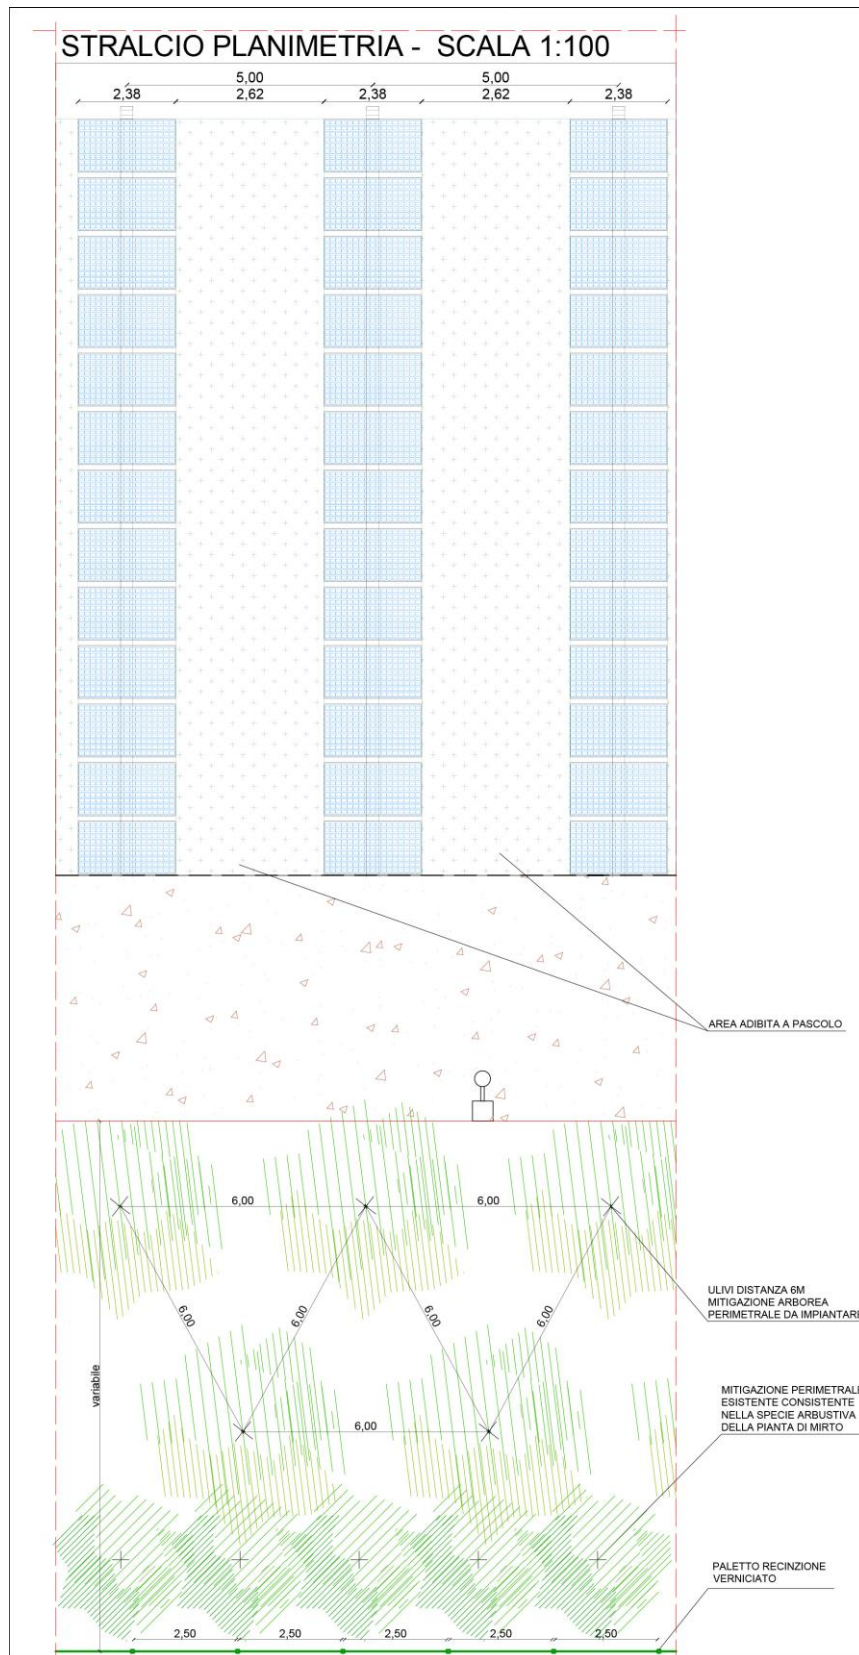 STRALCIO PLANIMETRIA - SCALA 1:100
5,00 5,00
2,38 2,62 2,38 2,62 2,38
AREA ADIBITA A PASCOLO
6,00 6,00
ULIVI DISTANZA 6M
MITIGAZIONE ARBOREA
PERIMETRALE DA IMPIANTARE
6,00 6,00 6,00 6,00
variabile
MITIGAZIONE PERIMETRALE
ESISTENTE CONSISTENTE
NELLA SPECIE ARBUSTIVA
DELLA PIANTA DI MIRTO
6,00
PALETTO RECINZIONE
VERNICIATO
2,50 2,50 2,50 2,50 2,50